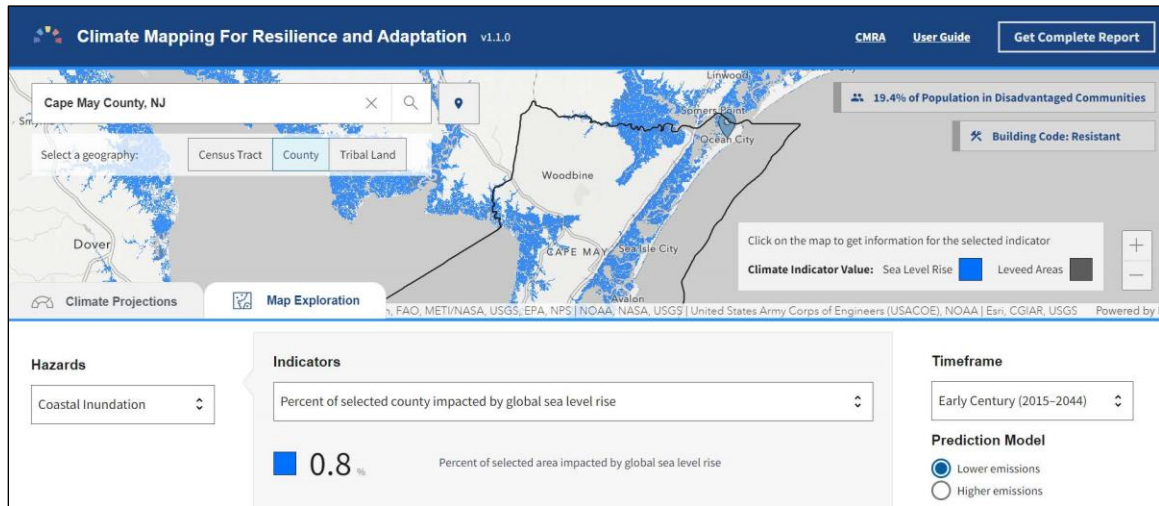 Climate Mapping For Resilience and Adaptation v1.1.0
CMRA
User Guide
Get Complete Report
Cape May County, NJ
Select a geography:
Census Tract
County
Tribal Land
19.4% of Population in Disadvantaged Communities
Building Code: Resistant
Linwood
Somers Point
Ocean City
Woodbine
Dover
CAPE MAY
Sea Isle City
Avalon
Click on the map to get information for the selected indicator
Climate Indicator Value: Sea Level Rise Leveed Areas
Climate Projections
Map Exploration
FAO, METI/NASA, USGS, EPA, NPS | NOAA, NASA, USGS | United States Army Corps of Engineers (USACOE), NOAA | Esri, CGIAR, USGS
Powered by
Hazards
Coastal Inundation
Indicators
Percent of selected county impacted by global sea level rise
0.8 %
Percent of selected area impacted by global sea level rise
Timeframe
Early Century (2015–2044)
Prediction Model
Lower emissions
Higher emissions